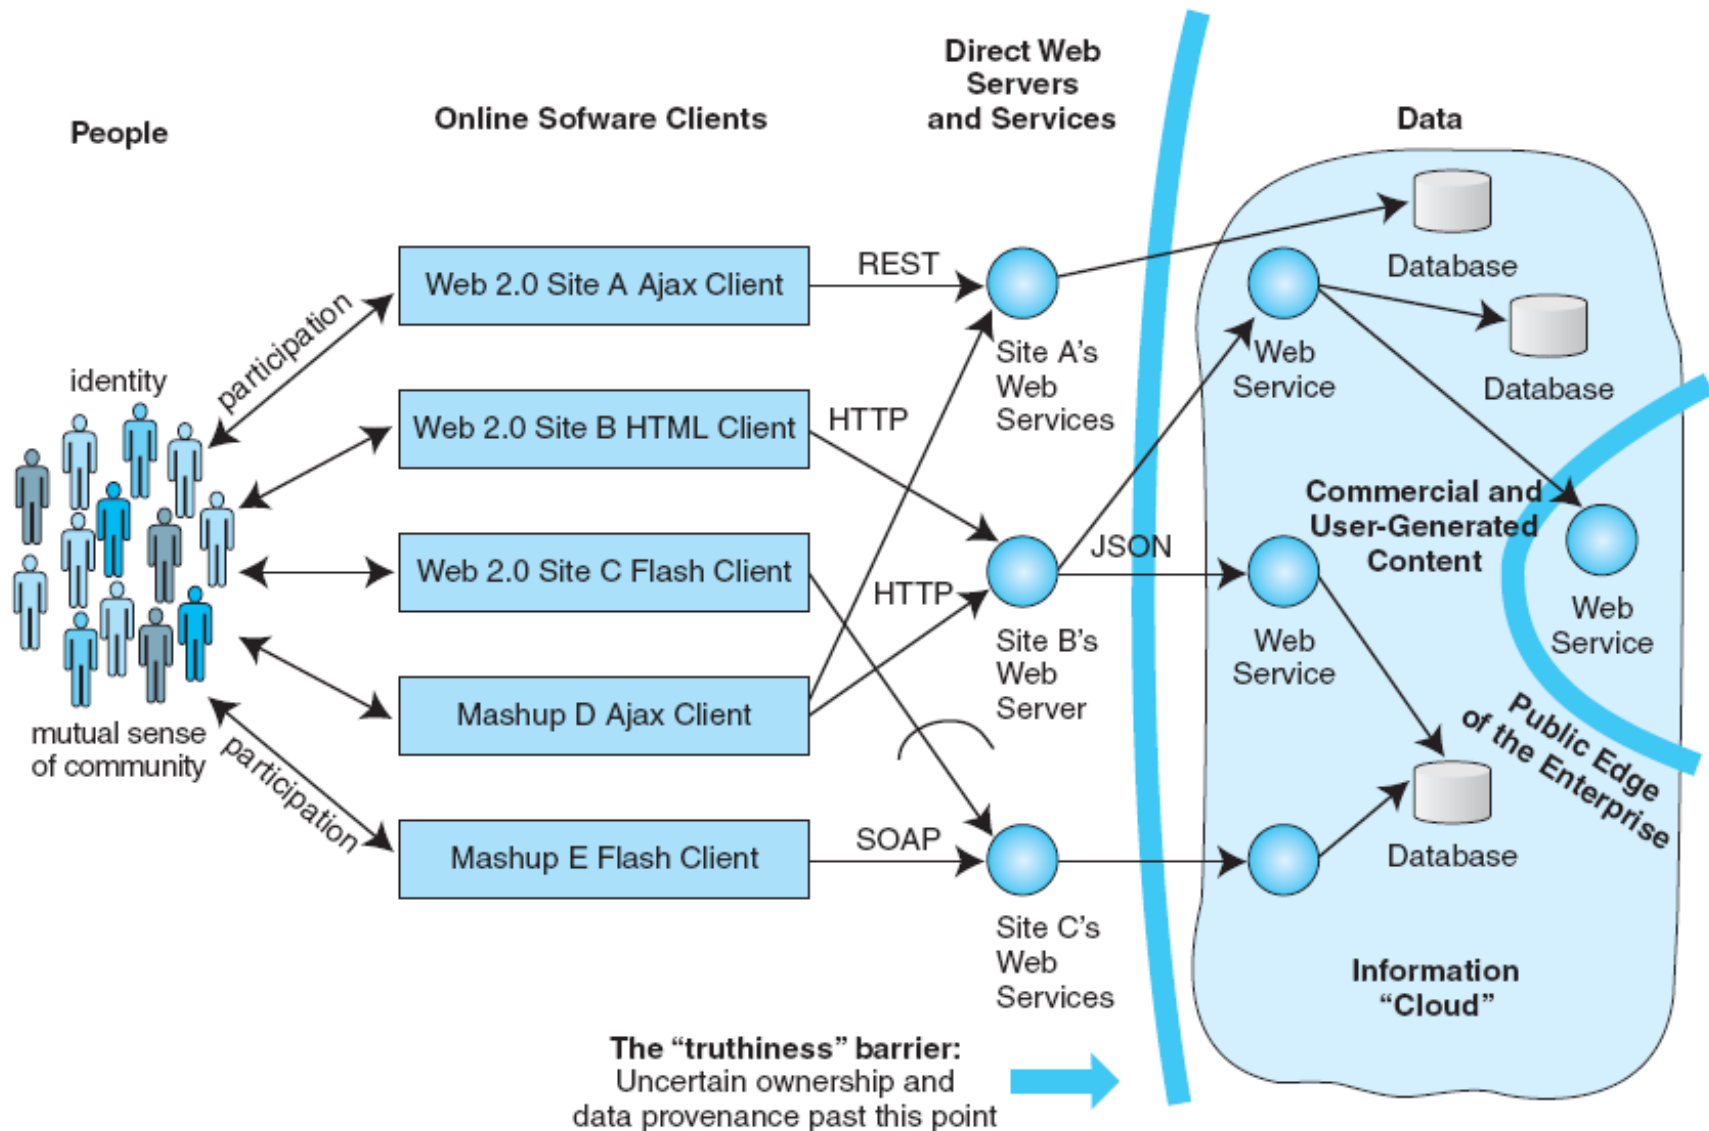 People
Online Sofware Clients
Direct Web
Servers
and Services
Data
identity
participation
mutual sense
of community
participation
Web 2.0 Site A Ajax Client
Web 2.0 Site B HTML Client
Web 2.0 Site C Flash Client
Mashup D Ajax Client
Mashup E Flash Client
REST
HTTP
HTTP
SOAP
Site A's
Web
Services
Site B's
Web
Server
Site C's
Web
Services
JSON
Database
Web
Service
Database
Commercial and
User-Generated
Content
Web
Service
Web
Service
Public Edge
of the Enterprise
Database
Information
“Cloud”
The “truthiness” barrier:
Uncertain ownership and
data provenance past this point